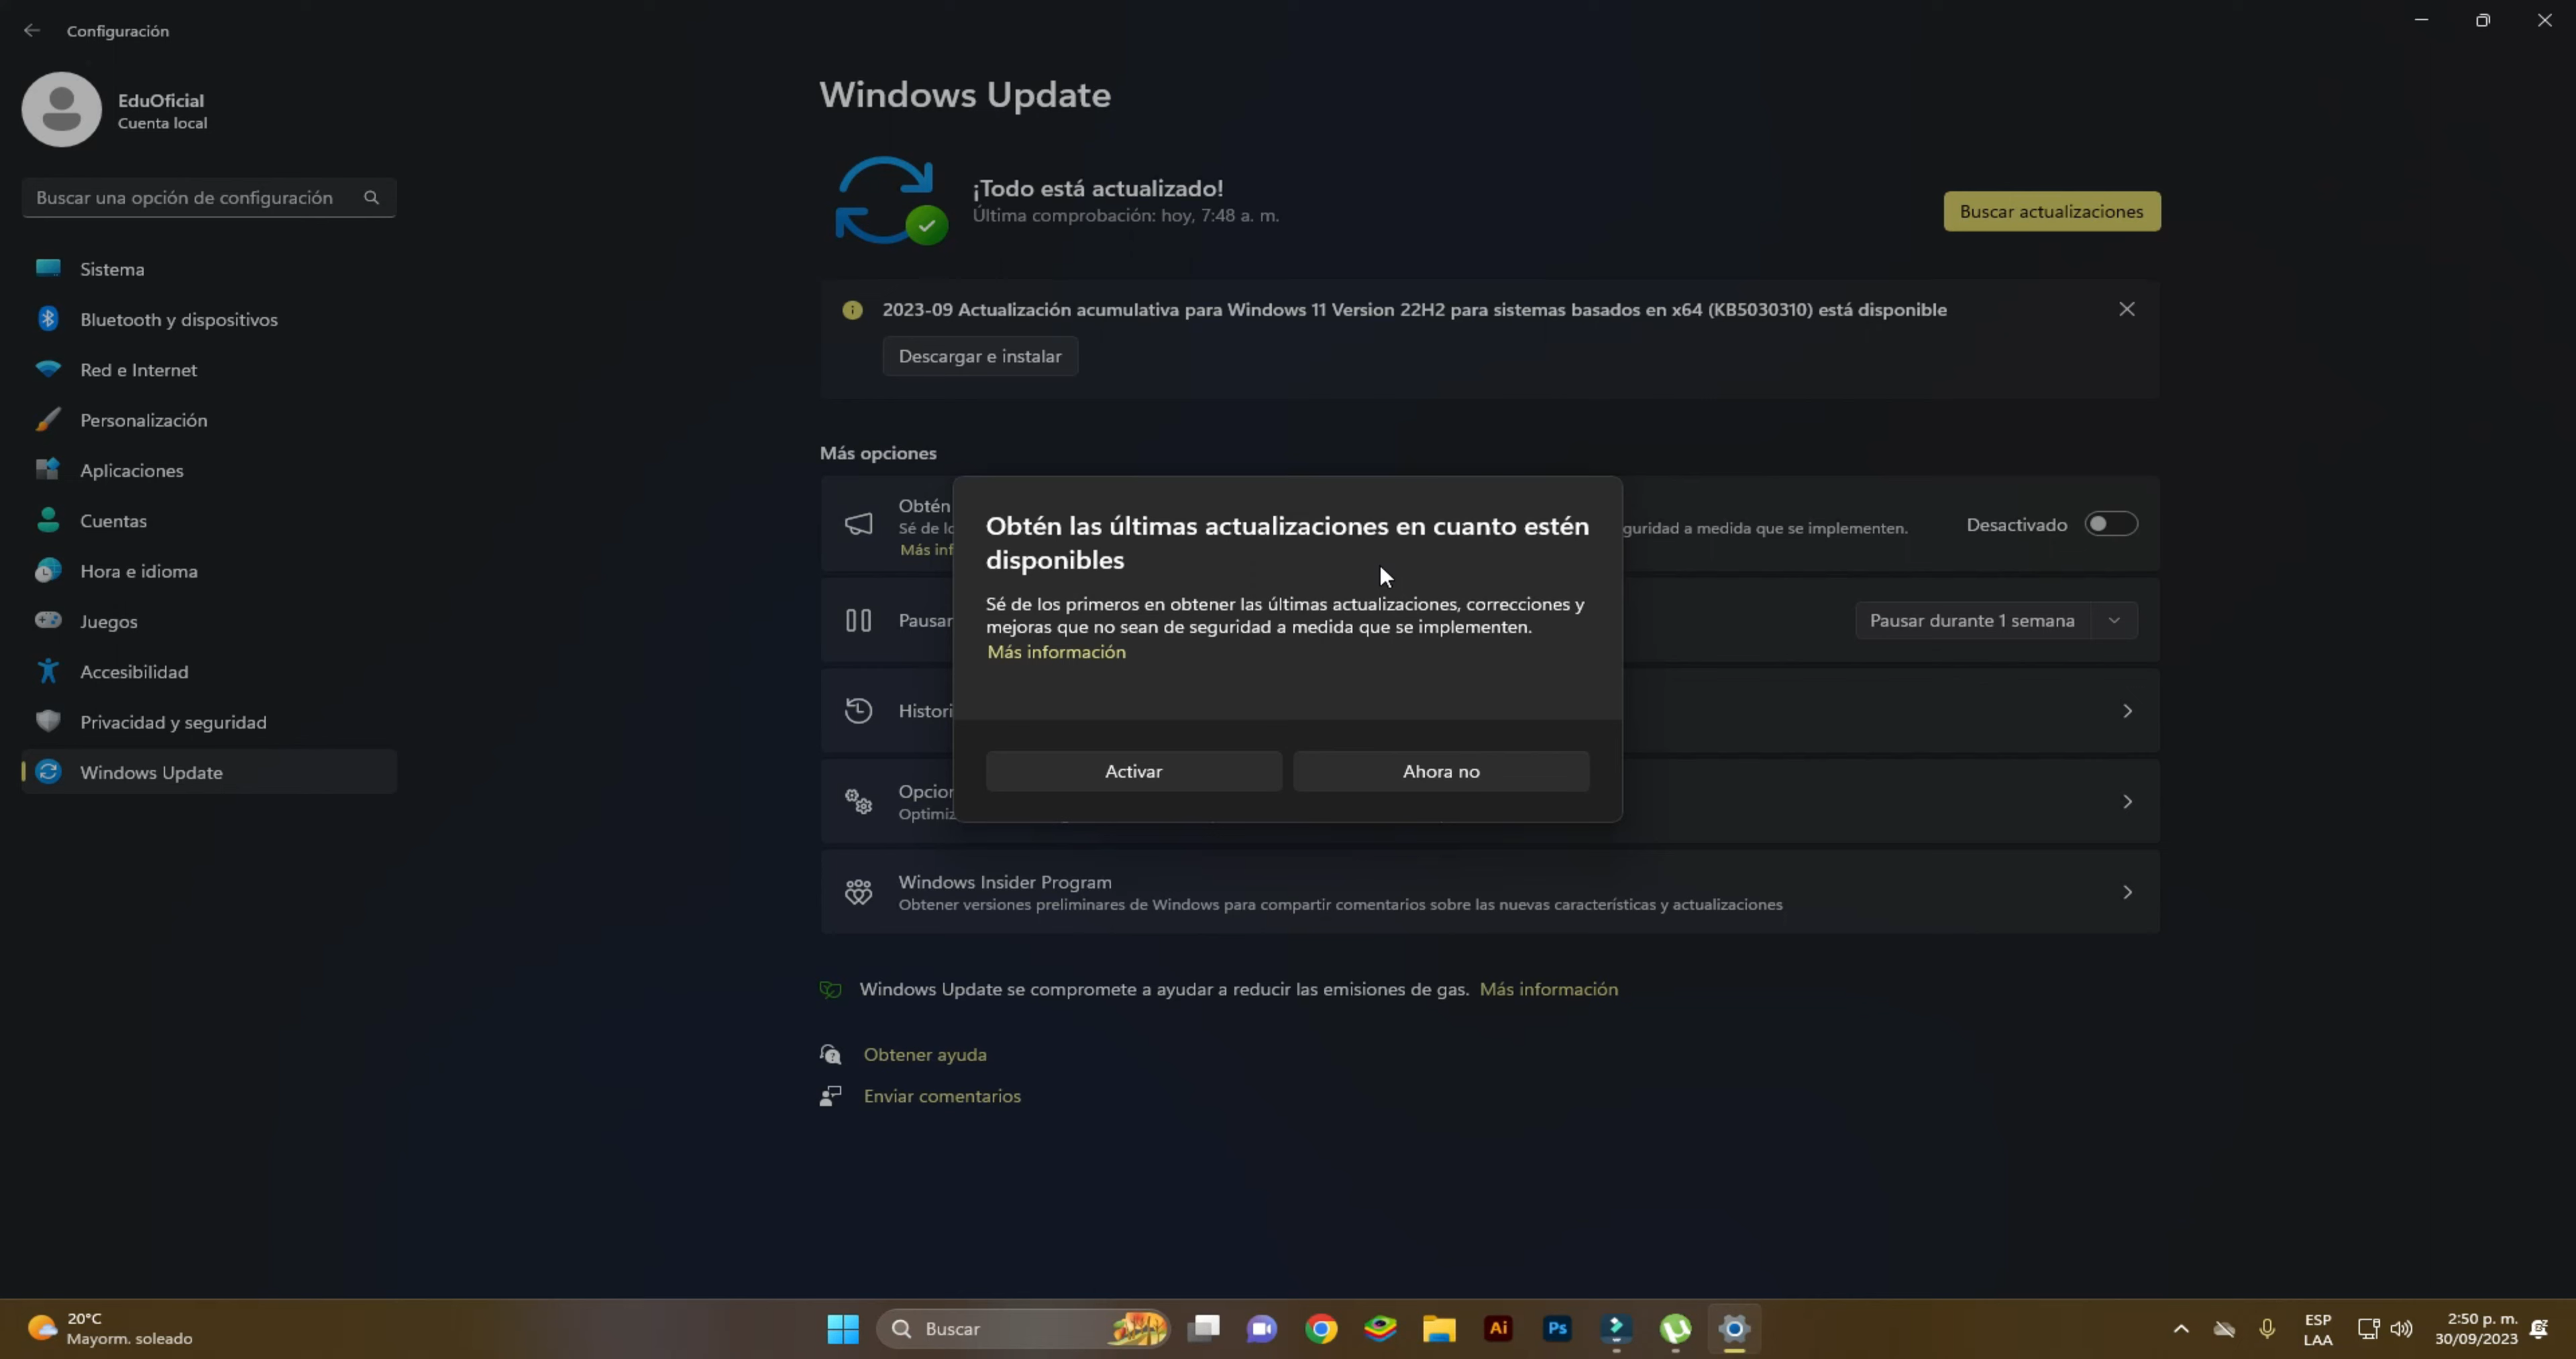 Configuración
EduOficial
Cuenta local
Buscar una opción de configuración
Sistema
Bluetooth y dispositivos
Red e Internet
Personalización
Aplicaciones
Cuentas
Hora e idioma
Juegos
Accesibilidad
Privacidad y seguridad
Windows Update
Windows Update
¡Todo está actualizado!
Última comprobación: hoy, 7:48 a. m.
Buscar actualizaciones
2023-09 Actualización acumulativa para Windows 11 Version 22H2 para sistemas basados en x64 (KB5030310) está disponible
Descargar e instalar
Más opciones
Obtén
Sé de lo
guridad a medida que se implementen.
Más inf
Desactivado
Pausar
Pausar durante 1 semana
Histori
Opcion
Optimiz
Obtén las últimas actualizaciones en cuanto estén
disponibles
Sé de los primeros en obtener las últimas actualizaciones, correcciones y
mejoras que no sean de seguridad a medida que se implementen.
Más información
Activar
Ahora no
Windows Insider Program
Obtener versiones preliminares de Windows para compartir comentarios sobre las nuevas características y actualizaciones
Windows Update se compromete a ayudar a reducir las emisiones de gas. Más información
Obtener ayuda
Enviar comentarios
20°C
Mayorm. soleado
Buscar
Ai
Ps
ESP
LAA
2:50 p. m.
30/09/2023